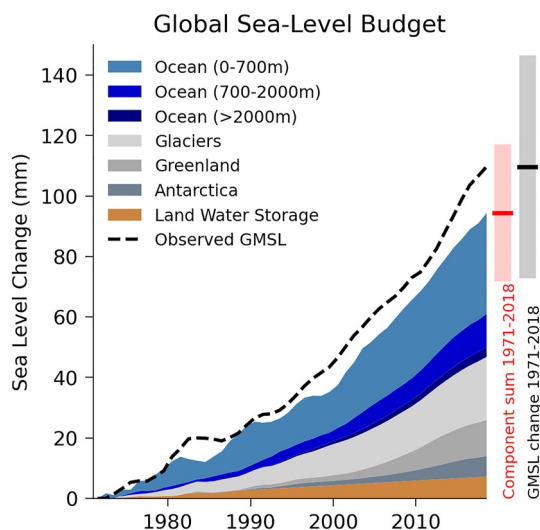 Global Sea-Level Budget
Sea Level Change (mm)
140
120
100
80
60
40
20
0
Ocean (0-700m)
Ocean (700-2000m)
Ocean (>2000m)
Glaciers
Greenland
Antarctica
Land Water Storage
Observed GMSL
1980
1990
2000
2010
Component sum 1971-2018
GMSL change 1971-2018